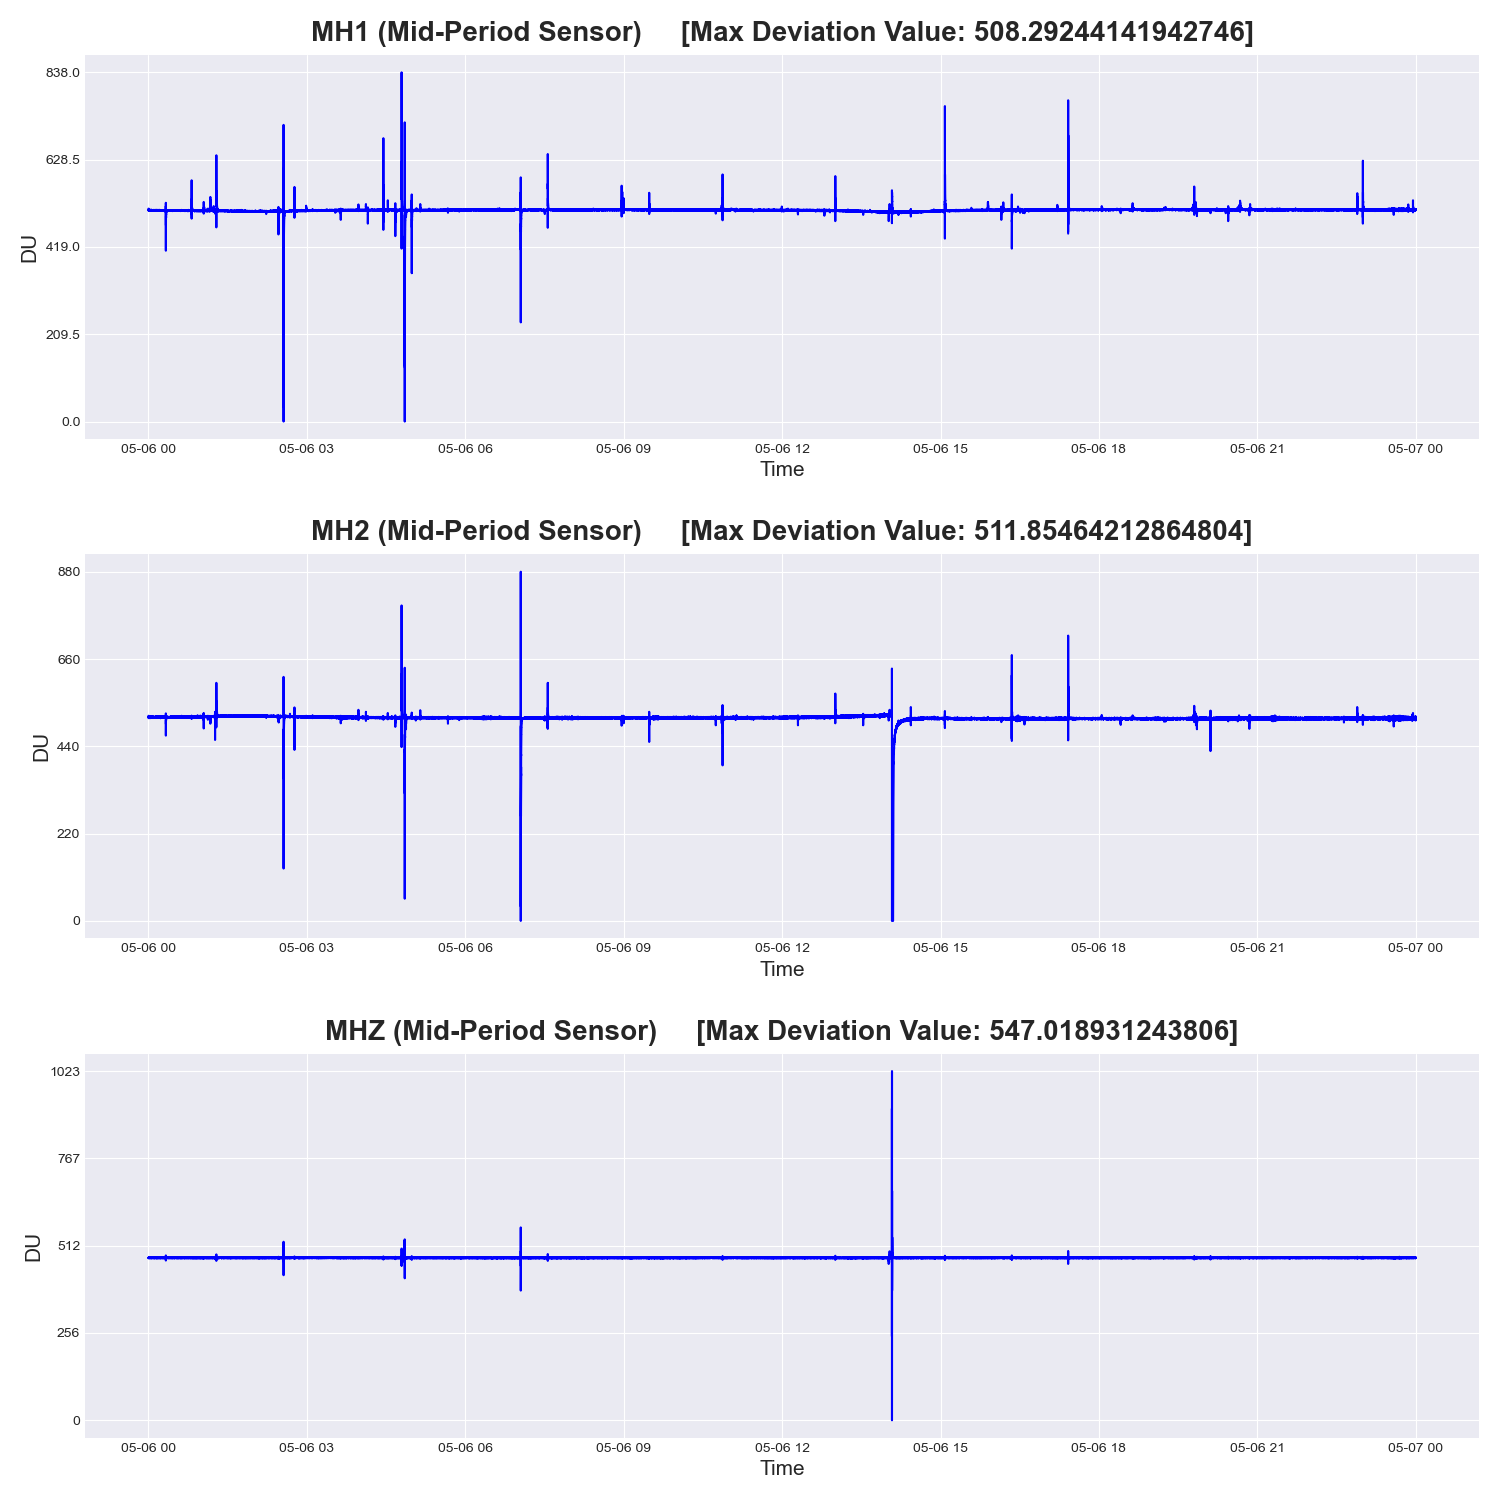 MH1 (Mid-Period Sensor) [Max Deviation Value: 508.29244141942746]
838.0
628.5
419.0
209.5
0.0
DU
05-06 00 05-06 03 05-06 06 05-06 09 05-06 12 05-06 15 05-06 18 05-06 21 05-07 00
Time
MH2 (Mid-Period Sensor) [Max Deviation Value: 511.85464212864804]
880
660
440
220
0
DU
05-06 00 05-06 03 05-06 06 05-06 09 05-06 12 05-06 15 05-06 18 05-06 21 05-07 00
Time
MHZ (Mid-Period Sensor) [Max Deviation Value: 547.018931243806]
1023
767
512
256
0
DU
05-06 00 05-06 03 05-06 06 05-06 09 05-06 12 05-06 15 05-06 18 05-06 21 05-07 00
Time